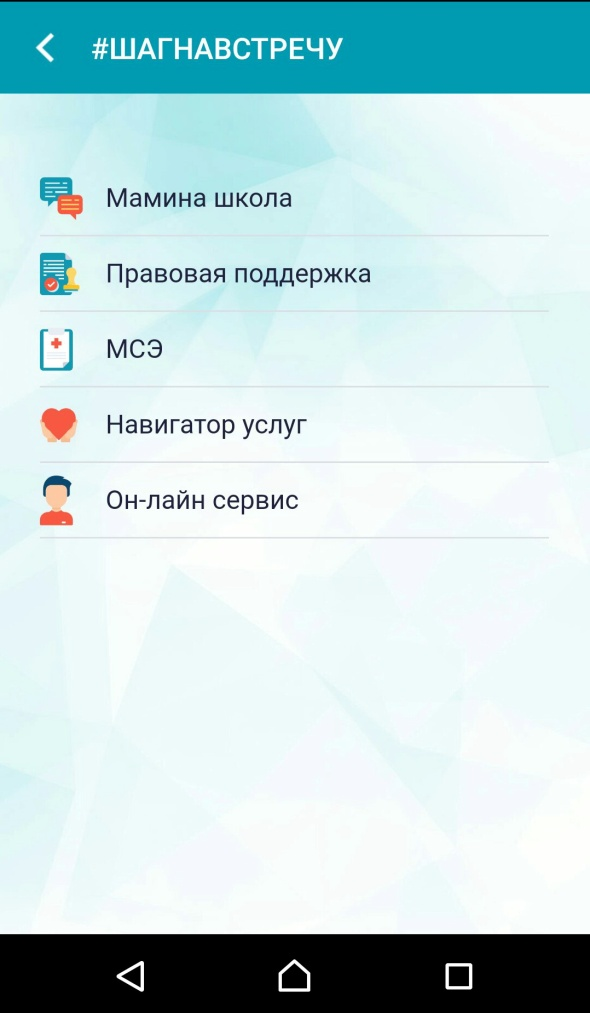 #ШАГНАВСТРЕЧУ
Мамина школа
Правовая поддержка
МСЭ
Навигатор услуг
Он-лайн сервис